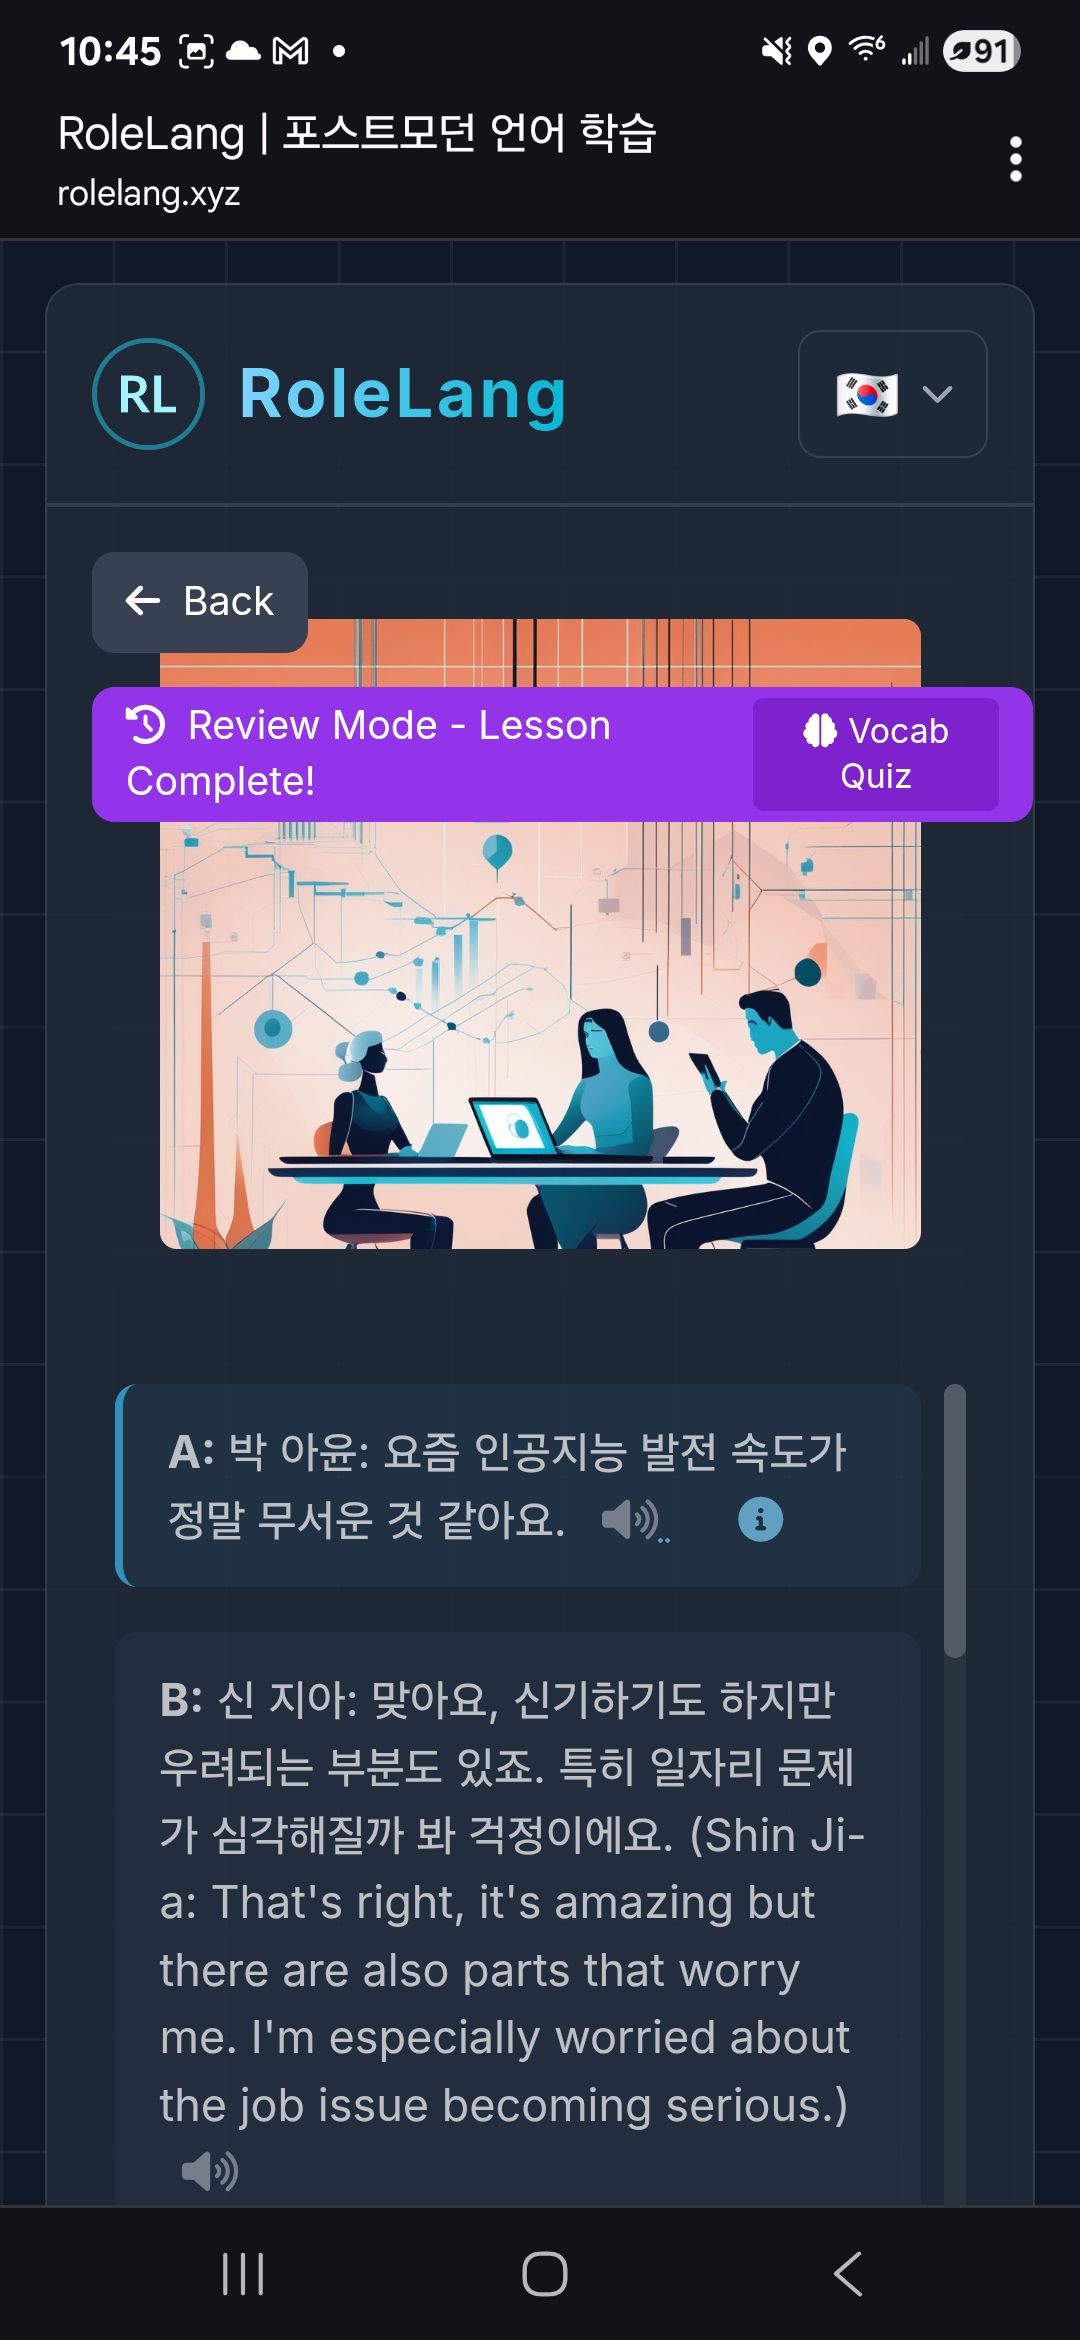 10:45
6
91
RoleLang | 포스트모던 언어 학습
rolelang.xyz
RL
RoleLang
Back
Review Mode - Lesson
Complete!
Vocab
Quiz
A: 박 아윤: 요즘 인공지능 발전 속도가
정말 무서운 것 같아요.
B: 신 지아: 맞아요, 신기하기도 하지만
우려되는 부분도 있죠. 특히 일자리 문제
가 심각해질까 봐 걱정이에요. (Shin Ji-
a: That's right, it's amazing but
there are also parts that worry
me. I'm especially worried about
the job issue becoming serious.)